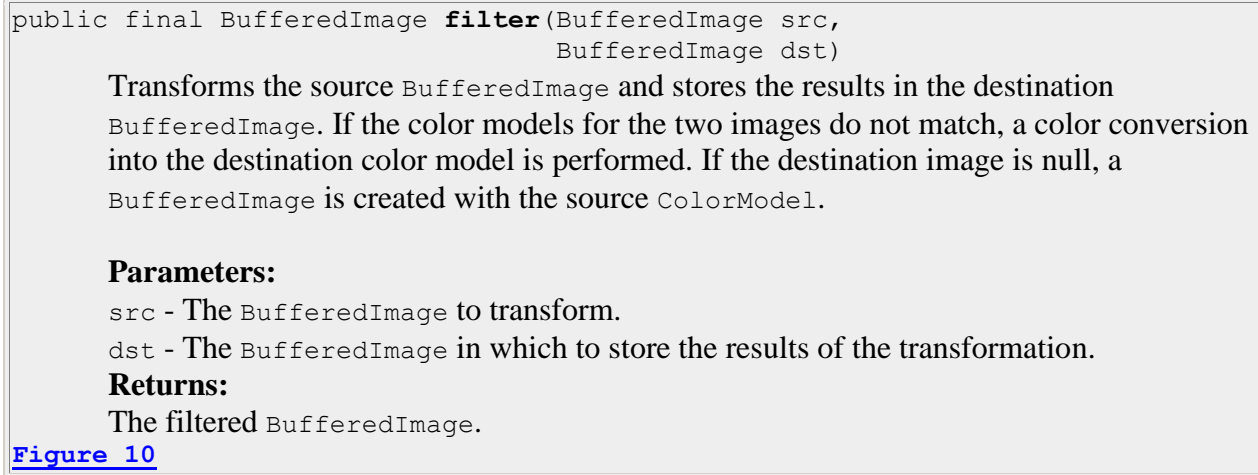 public final BufferedImage filter(BufferedImage src,
BufferedImage dst)
Transforms the source BufferedImage and stores the results in the destination
BufferedImage. If the color models for the two images do not match, a color conversion
into the destination color model is performed. If the destination image is null, a
BufferedImage is created with the source ColorModel.
Parameters:
src - The BufferedImage to transform.
dst - The BufferedImage in which to store the results of the transformation.
Returns:
The filtered BufferedImage.
Figure 10